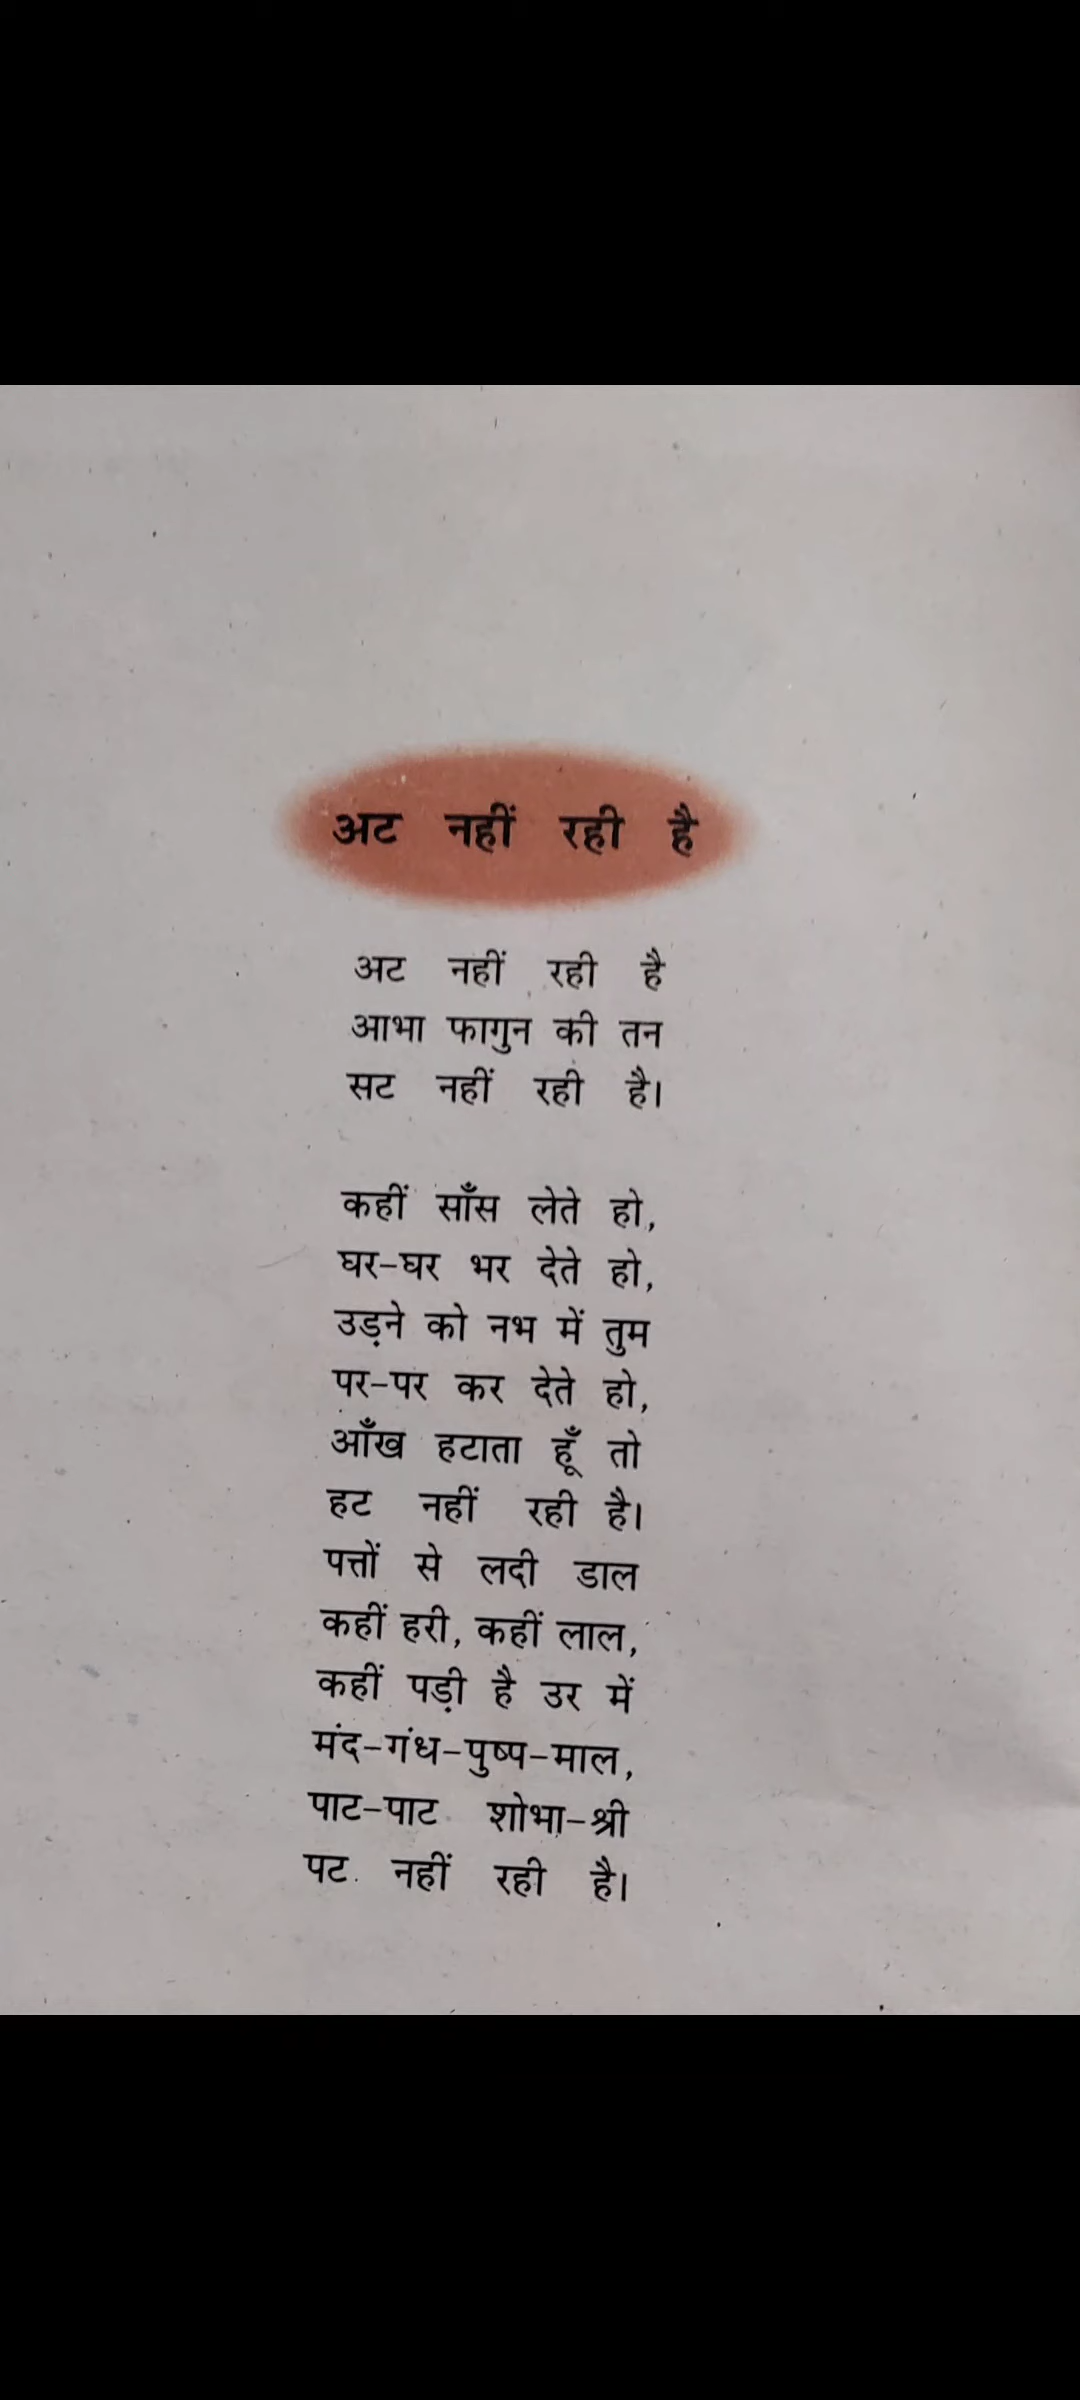 अट नहीं रही है
अट नहीं रही है
आभा फागुन की तन
सट नहीं रही है।
कहीं साँस लेते हो,
घर-घर भर देते हो,
उड़ने को नभ में तुम
पर-पर कर देते हो,
आँख हटाता हूँ तो
हट नहीं रही है।
पत्तों से लदी डाल
कहीं हरी, कहीं लाल,
कहीं पड़ी है उर में
मंद-गंध-पुष्प-माल,
पाट-पाट शोभा-श्री
पट नहीं रही है।